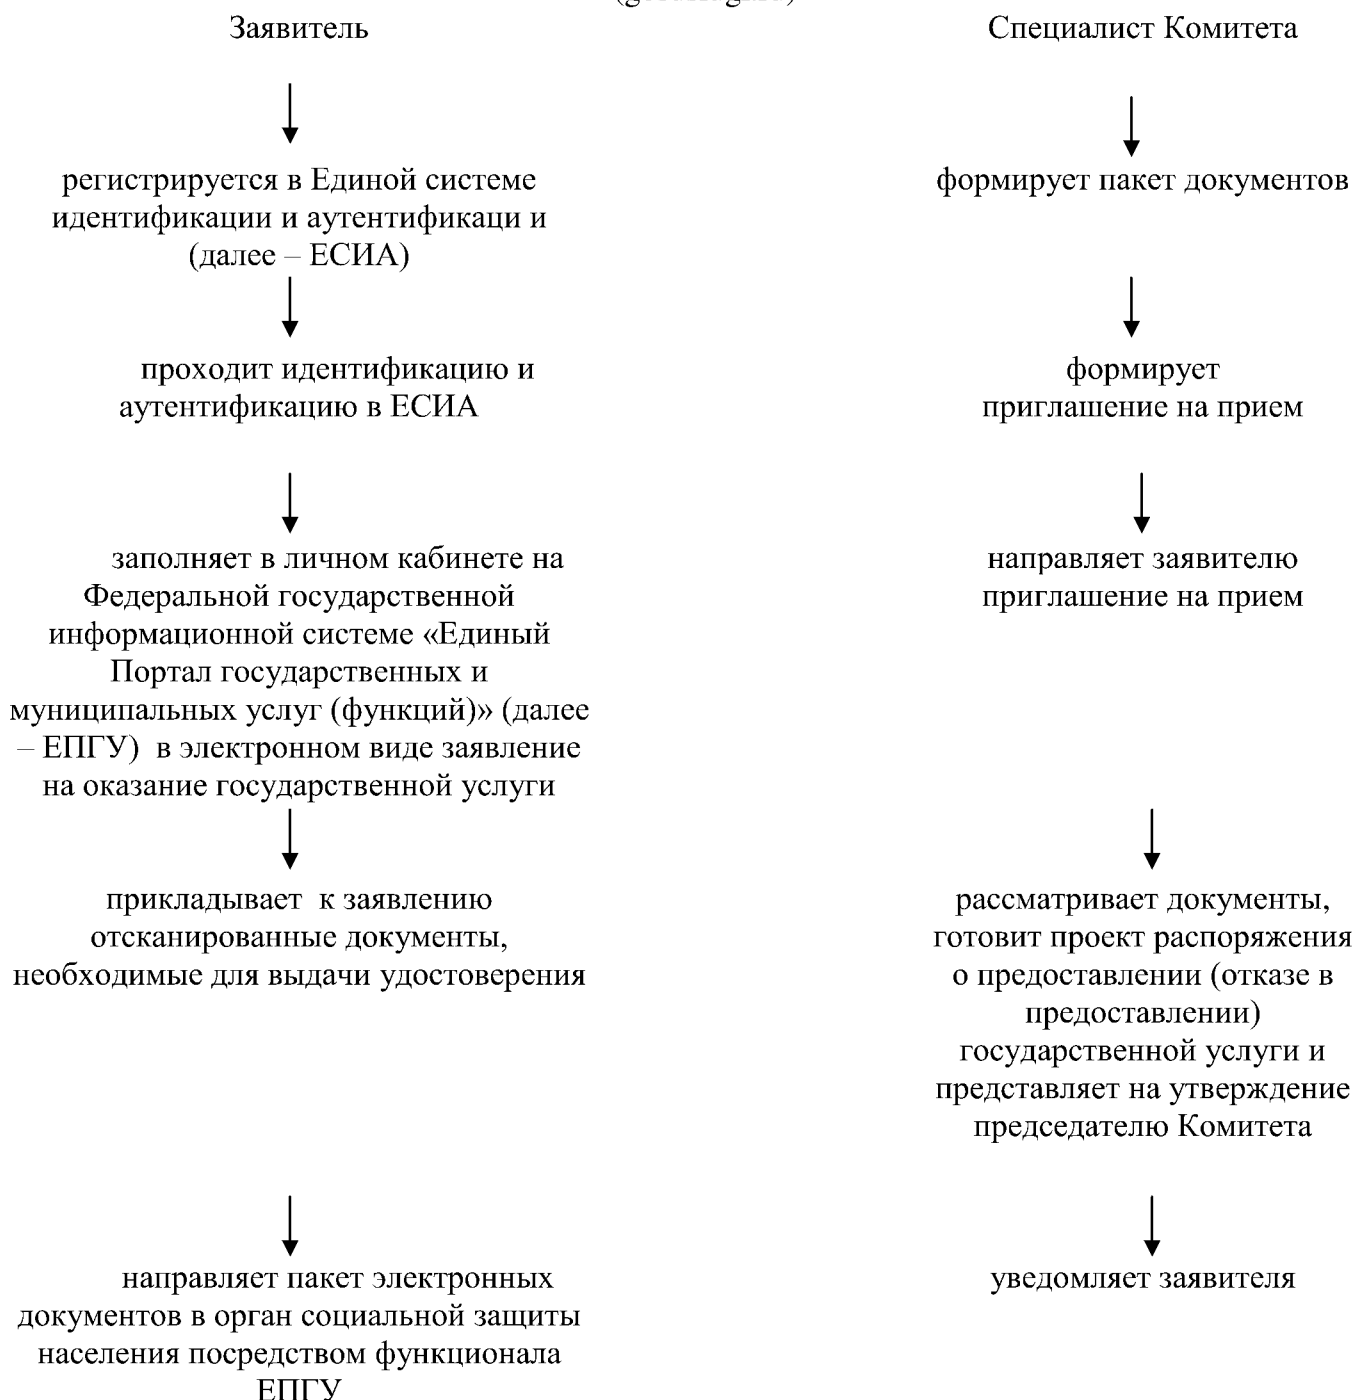 Заявитель
регистрируется в Единой системе
идентификации и аутентификаци и
(далее – ЕСИА)
проходит идентификацию и
аутентификацию в ЕСИА
заполняет в личном кабинете на
Федеральной государственной
информационной системе «Единый
Портал государственных и
муниципальных услуг (функций)» (далее
– ЕПГУ)  в электронном виде заявление
на оказание государственной услуги
прикладывает  к заявлению
отсканированные документы,
необходимые для выдачи удостоверения
направляет пакет электронных
документов в орган социальной защиты
населения посредством функционала
ЕПГУ
Специалист Комитета
формирует пакет документов
формирует
приглашение на прием
направляет заявителю
приглашение на прием
рассматривает документы,
готовит проект распоряжения
о предоставлении (отказе в
предоставлении)
государственной услуги и
представляет на утверждение
председателю Комитета
уведомляет заявителя